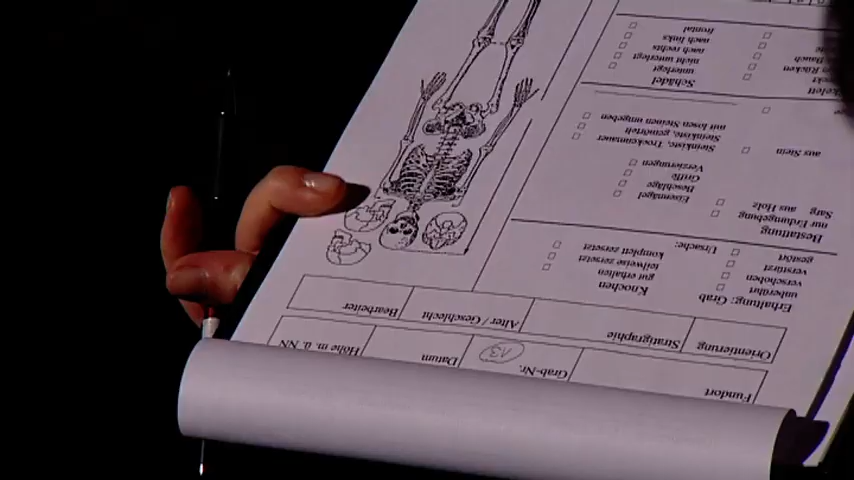 Fundort
Grab-Nr. 13
Datum
Höhe m. ü. NN
Orientierung
Stratigraphie
Alter / Geschlecht
Bearbeiter
Erhaltung: Grab
unberührt
verschoben
verstürzt
gestört
Knochen
gut erhalten
teilweise zersetzt
komplett zersetzt
Ursache:
Bestattung
nur Erdumgebung
Sarg aus Holz
Eisennägel
Beschläge
Griffe
Verzierungen
aus Stein
Steinkiste, Trockenmauer
Steinkiste, gemörtelt
mit losen Steinen umgeben
Schädel
unterlegt
nicht unterlegt
nach rechts
nach links
frontal
Rücken
Bauch